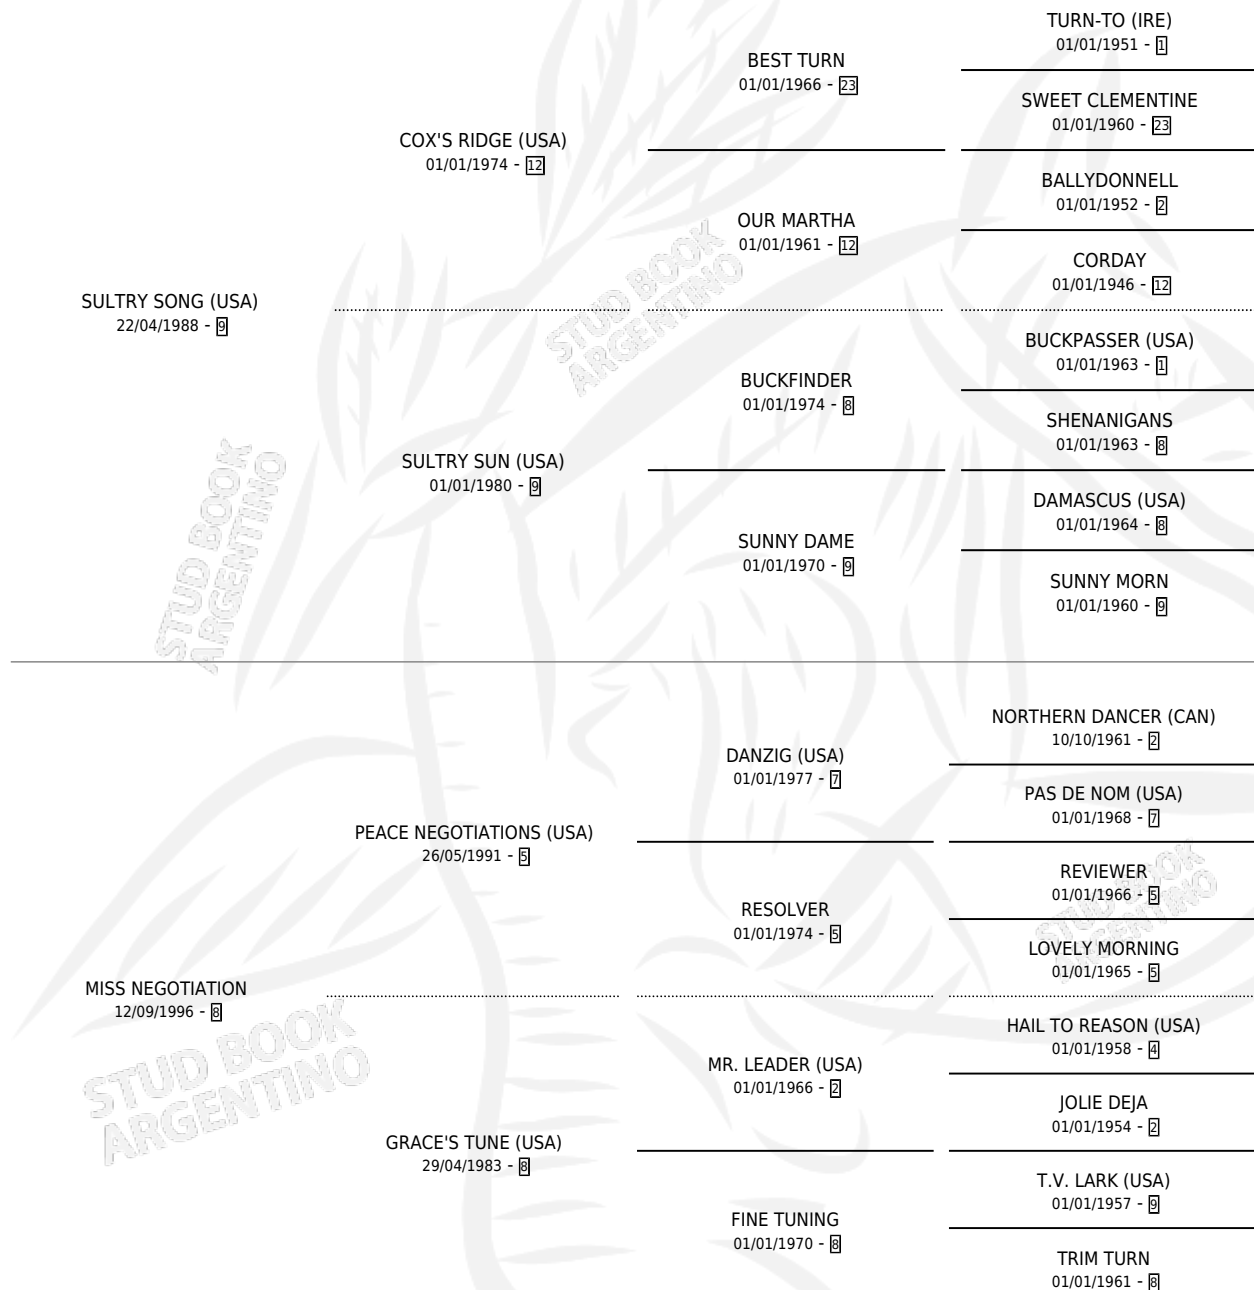 TURN-TO (IRE)
01/01/1951 - 1
BEST TURN
01/01/1966 - 23
SWEET CLEMENTINE
01/01/1960 - 23
COX'S RIDGE (USA)
01/01/1974 - 12
BALLYDONNELL
01/01/1952 - 2
OUR MARTHA
01/01/1961 - 12
CORDAY
01/01/1946 - 12
SULTRY SONG (USA)
22/04/1988 - 9
STUD BOOK
ARGENTINO
BUCKPASSER (USA)
01/01/1963 - 1
BUCKFINDER
01/01/1974 - 8
SHENANIGANS
01/01/1963 - 8
SULTRY SUN (USA)
01/01/1980 - 9
DAMASCUS (USA)
01/01/1964 - 8
SUNNY DAME
01/01/1970 - 9
SUNNY MORN
01/01/1960 - 9
STUD BOOK
ARGENTINO
NORTHERN DANCER (CAN)
10/10/1961 - 2
DANZIG (USA)
01/01/1977 - 7
PAS DE NOM (USA)
01/01/1968 - 7
PEACE NEGOTIATIONS (USA)
26/05/1991 - 5
REVIEWER
01/01/1966 - 5
RESOLVER
01/01/1974 - 5
LOVELY MORNING
01/01/1965 - 5
STUD BOOK
ARGENTINO
MISS NEGOTIATION
12/09/1996 - 8
HAIL TO REASON (USA)
01/01/1958 - 4
MR. LEADER (USA)
01/01/1966 - 2
JOLIE DEJA
01/01/1954 - 2
STUD BOOK
ARGENTINO
GRACE'S TUNE (USA)
29/04/1983 - 8
T.V. LARK (USA)
01/01/1957 - 9
FINE TUNING
01/01/1970 - 8
TRIM TURN
01/01/1961 - 8